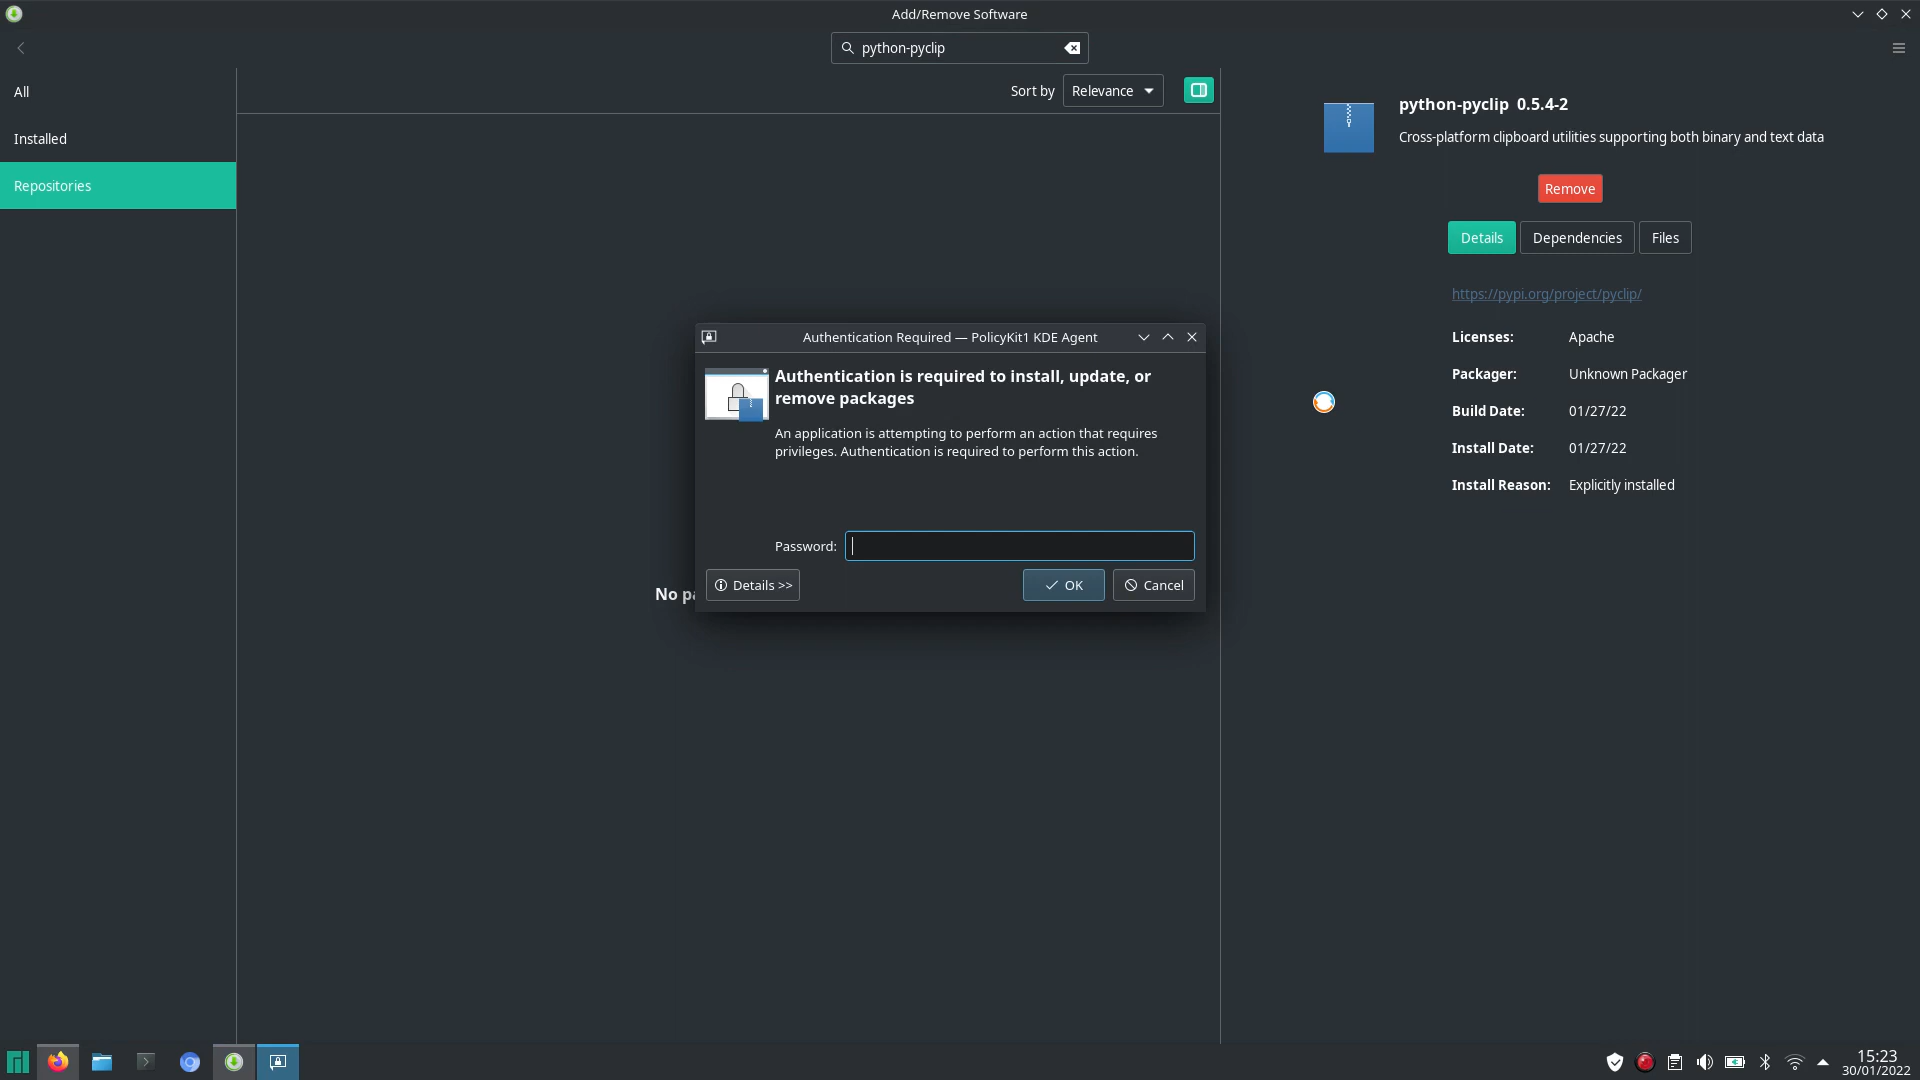 Add/Remove Software
python-pyclip
All
Installed
Repositories
Sort by
Relevance
python-pyclip 0.5.4-2
Cross-platform clipboard utilities supporting both binary and text data
Remove
Details
Dependencies
Files
https://pypi.org/project/pyclip/
Licenses: Apache
Packager: Unknown Packager
Build Date: 01/27/22
Install Date: 01/27/22
Install Reason: Explicitly installed
Authentication Required — PolicyKit1 KDE Agent
Authentication is required to install, update, or
remove packages
An application is attempting to perform an action that requires
privileges. Authentication is required to perform this action.
Password:
Details >>
OK
Cancel
No
15:23
30/01/2022